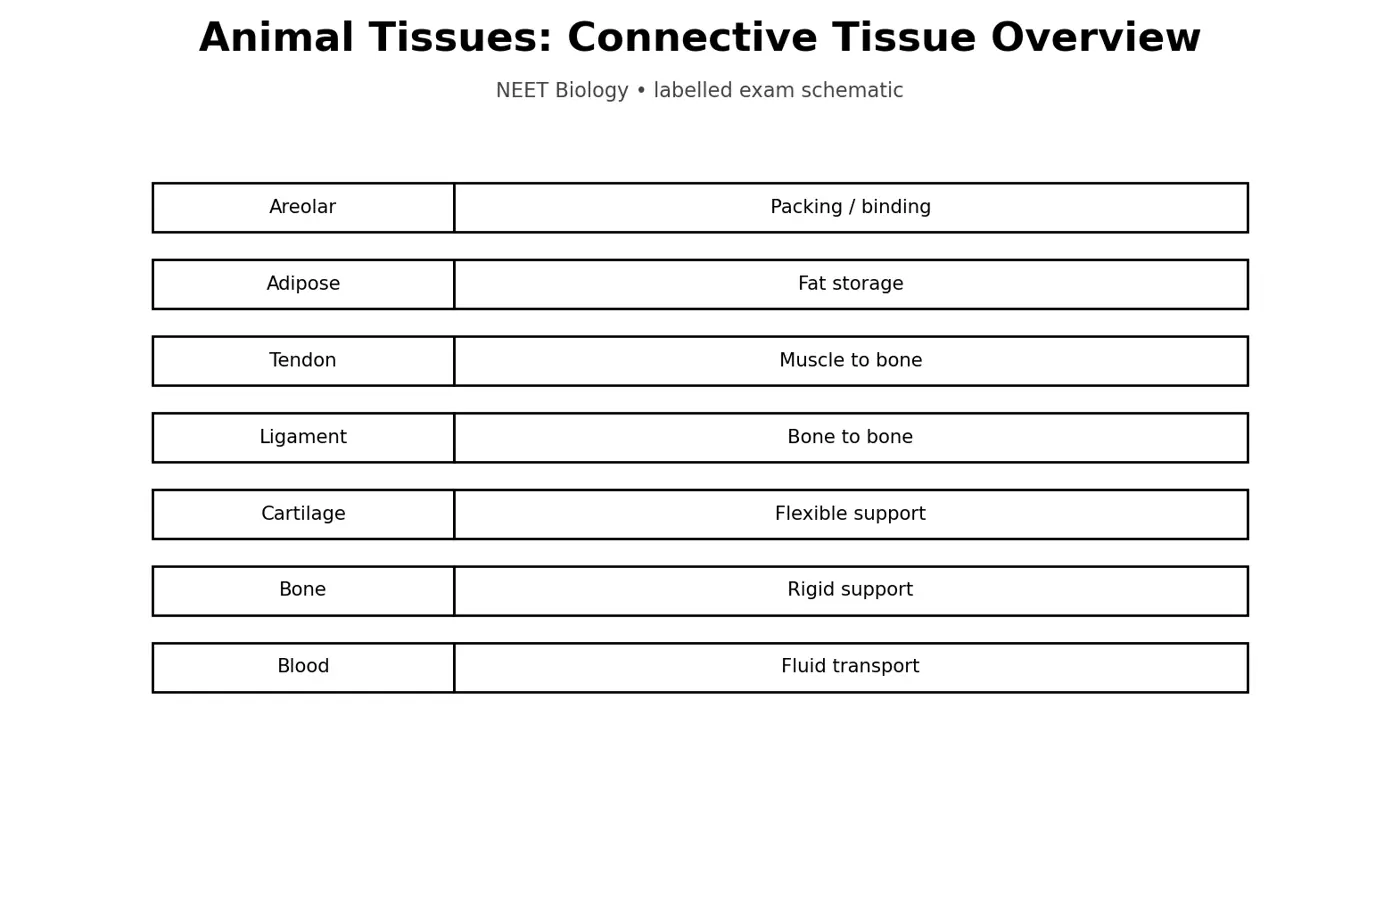 Animal Tissues: Connective Tissue Overview
NEET Biology • labelled exam schematic
Areolar Packing / binding
Adipose Fat storage
Tendon Muscle to bone
Ligament Bone to bone
Cartilage Flexible support
Bone Rigid support
Blood Fluid transport